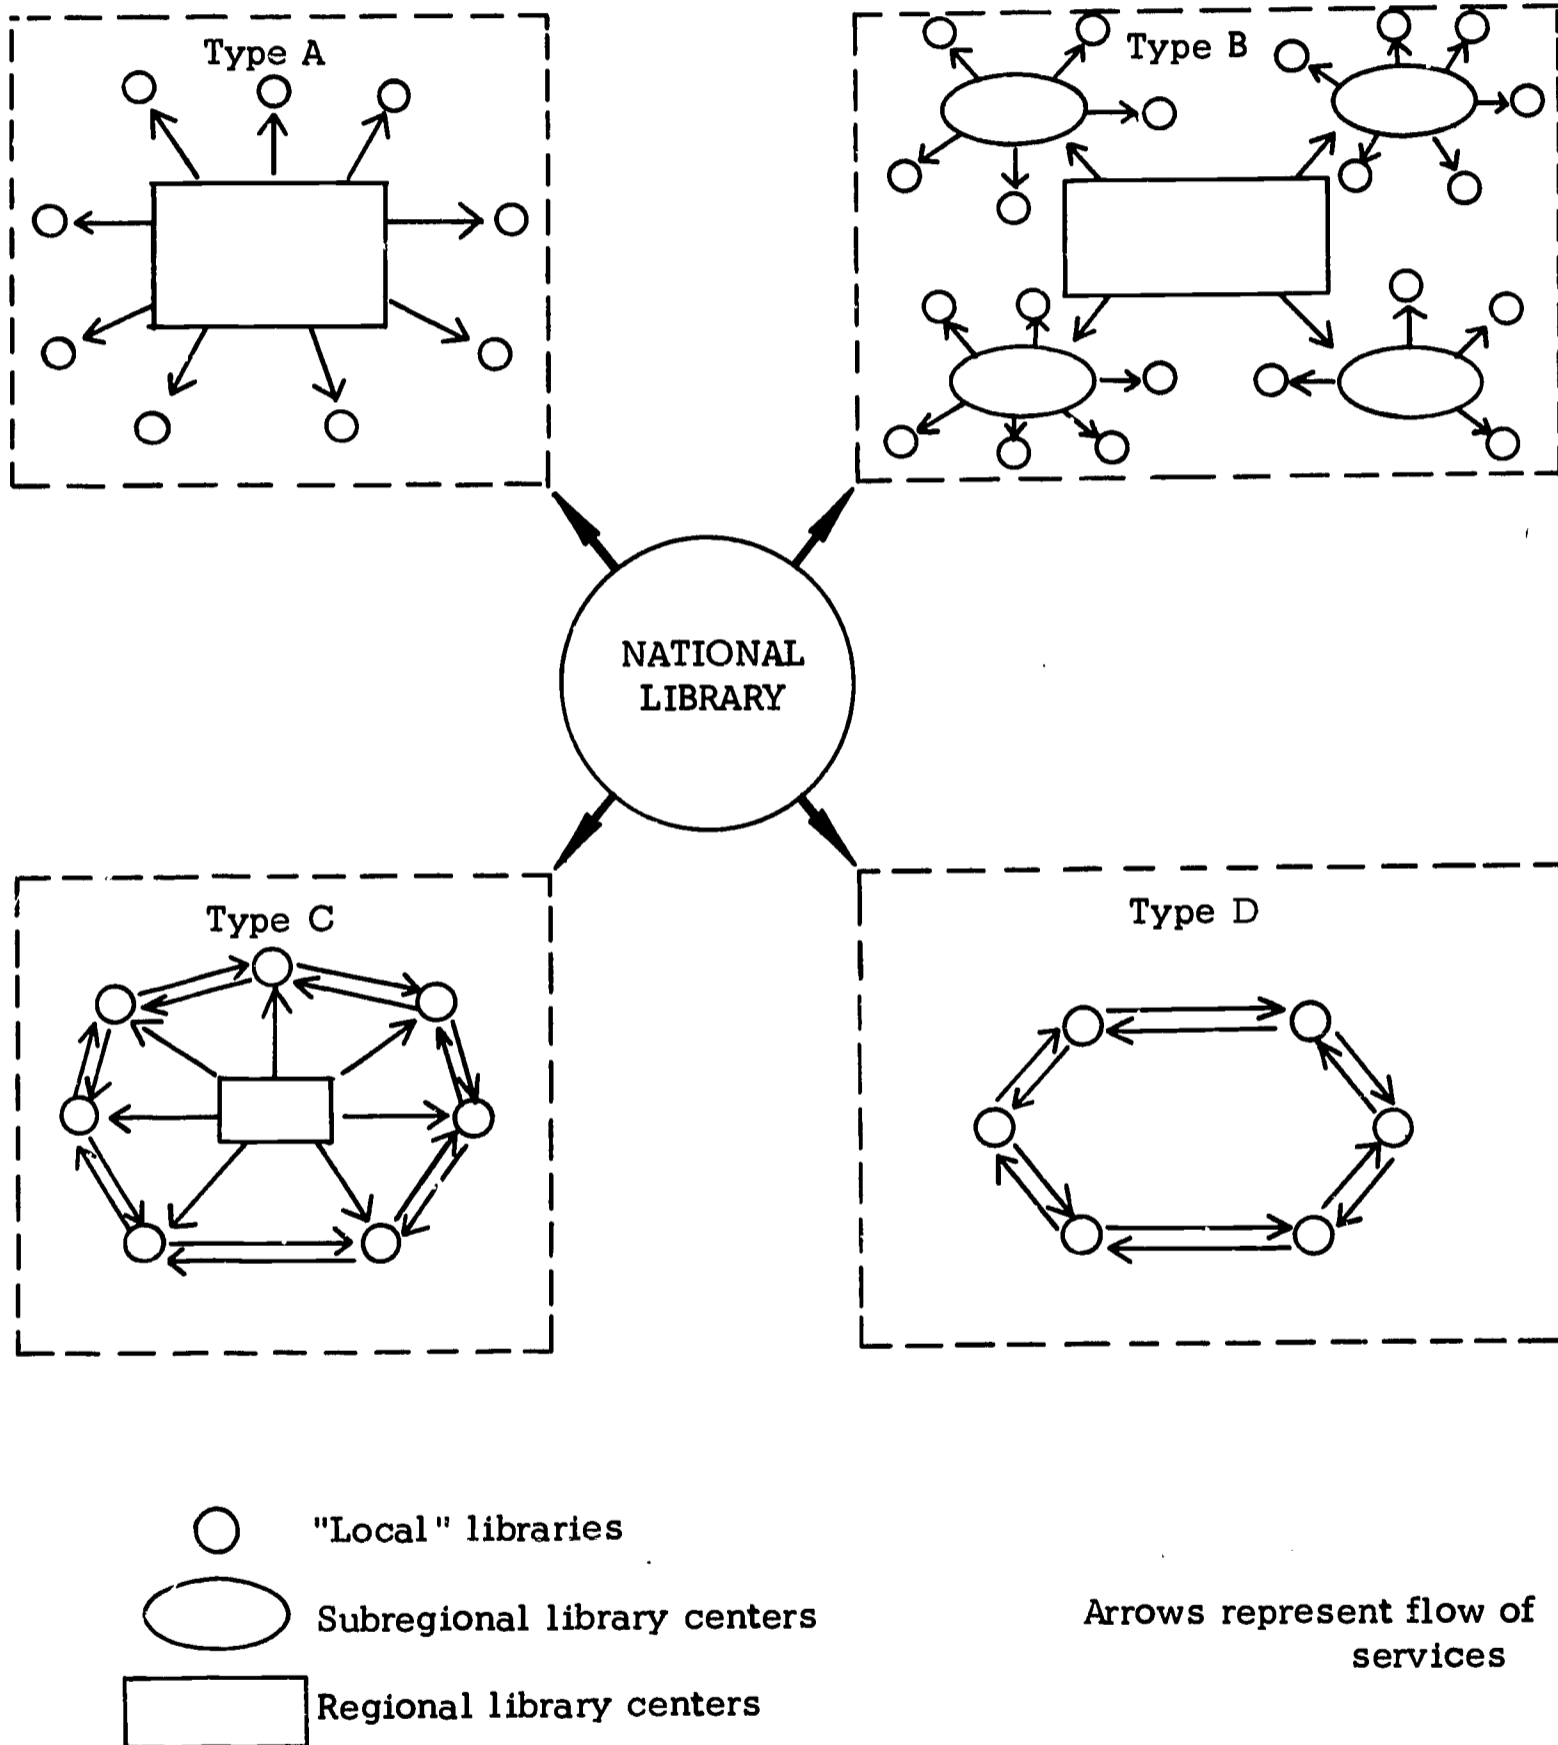 Type A
Type B
NATIONAL
LIBRARY
Type C
Type D
"Local" libraries
Subregional library centers
Regional library centers
Arrows represent flow of
services